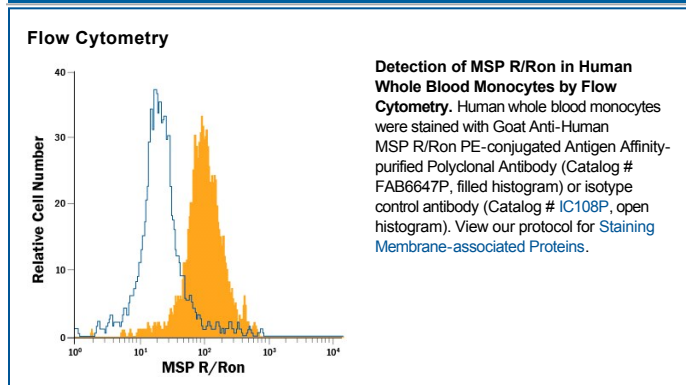 Flow Cytometry
Relative Cell Number
40
30
20
10
0
10⁰
10¹
10²
10³
10⁴
MSP R/Ron
Detection of MSP R/Ron in Human
Whole Blood Monocytes by Flow
Cytometry. Human whole blood monocytes
were stained with Goat Anti-Human
MSP R/Ron PE-conjugated Antigen Affinity-
purified Polyclonal Antibody (Catalog #
FAB6647P, filled histogram) or isotype
control antibody (Catalog # IC108P, open
histogram). View our protocol for Staining
Membrane-associated Proteins.